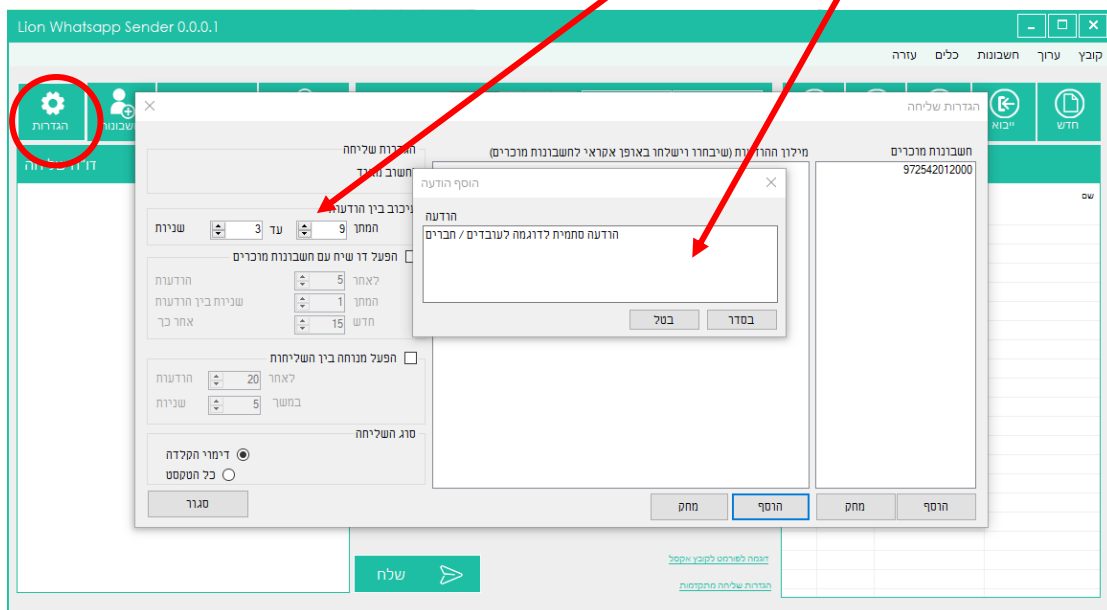 Lion Whatsapp Sender 0.0.0.1
קובץ ערוך חשבונות כלים עזרה
חדש
ייבוא
הגדרות
הגדרות שליחה
חשבונות מוכרים
972542012000
שם
מילון ההודעות (שיבחרו וישלחו באופן אקראי לחשבונות מוכרים)
הוסף הודעה
הודעה
הודעה סתמית לדוגמה לעובדים / חברים
בסדר
בטל
הגדרות שליחה
עיכוב בין הודעות
המתן 9 עד 3 שניות
הפעל דו שיח עם חשבונות מוכרים
לאחר 5 הודעות
המתן 1 שניות בין הודעות
חדש 15 אחר כך
הפעל מנוחה בין השליחות
לאחר 20 הודעות
במשך 5 שניות
סוג השליחה
דימוי הקלדה
כל הטקסט
הוסף
מחק
הוסף
מחק
סגור
דוגמה לפורמט לקובץ אקסל
הגדרות שליחה מתקדמות
שלח